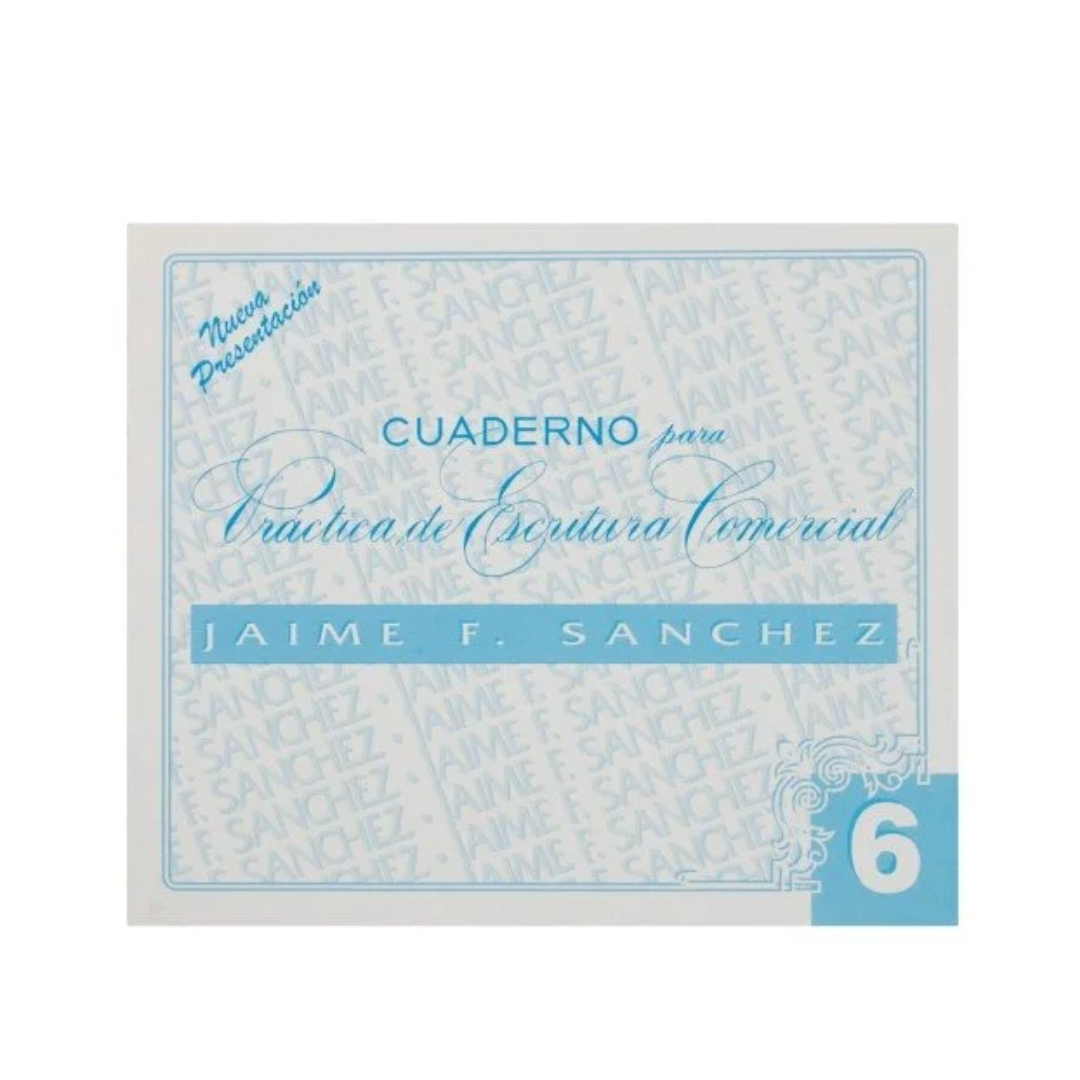 Nueva
Presentación
CUADERNO para
Práctica de Escritura Comercial
JAIME F. SANCHEZ
6